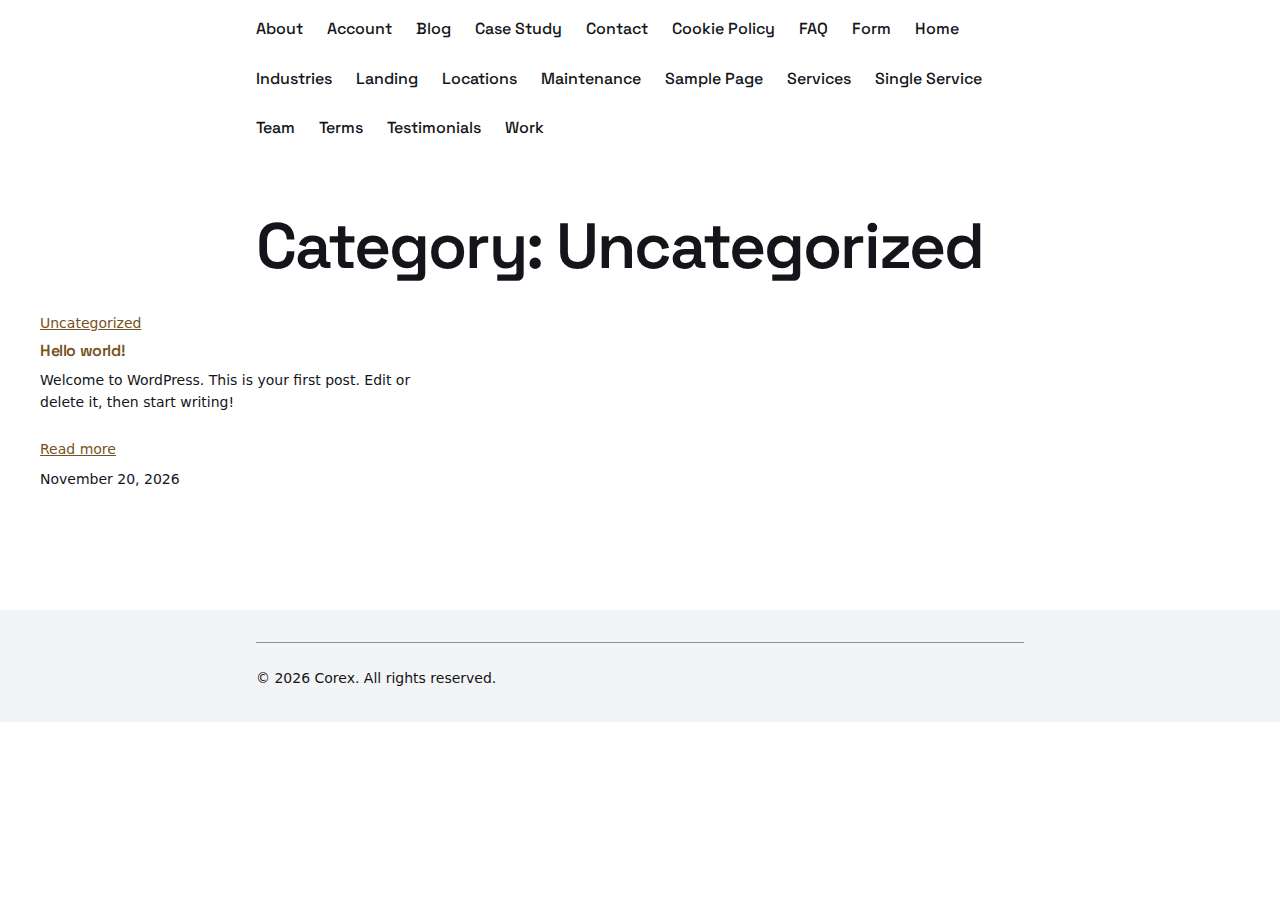 About Account Blog Case Study Contact Cookie Policy FAQ Form Home
Industries Landing Locations Maintenance Sample Page Services Single Service
Team Terms Testimonials Work
Category: Uncategorized
Uncategorized
Hello world!
Welcome to WordPress. This is your first post. Edit or
delete it, then start writing!
Read more
November 20, 2026
© 2026 Corex. All rights reserved.